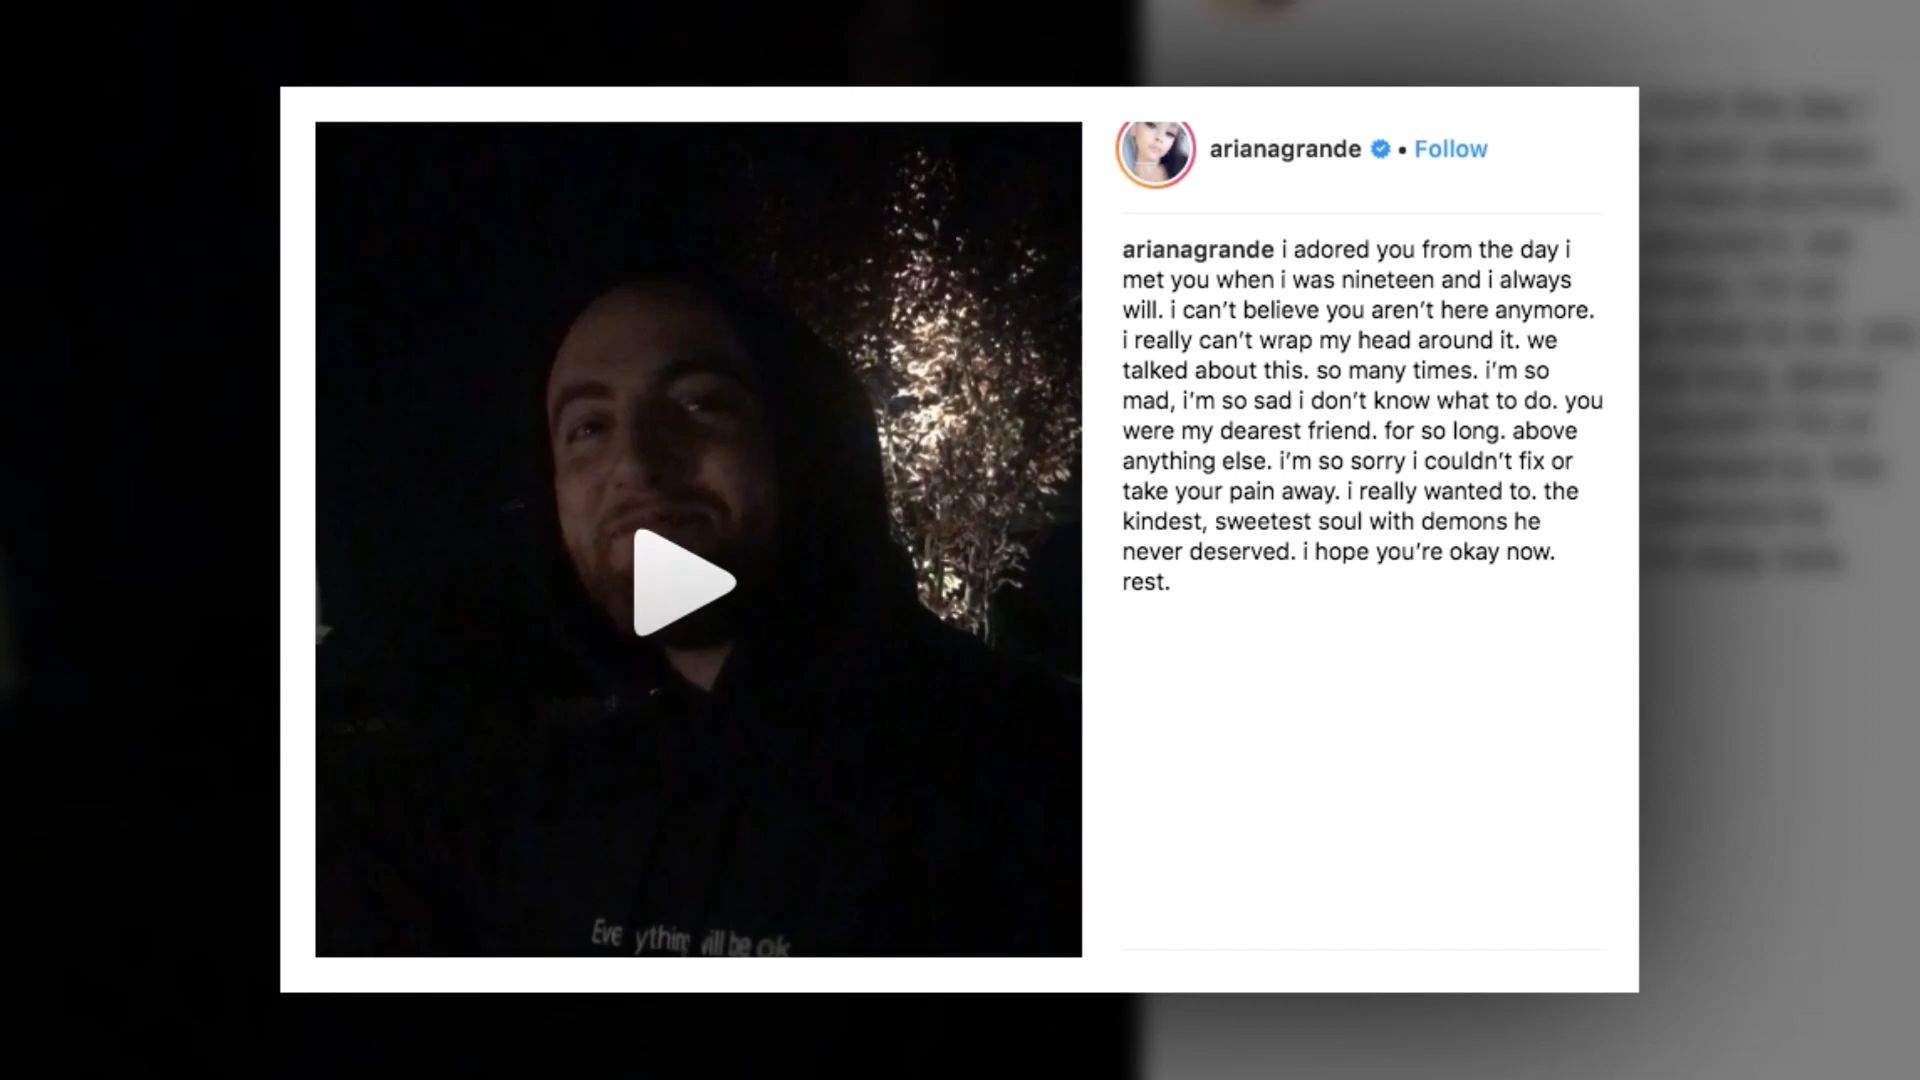 arianagrande • Follow
arianagrande i adored you from the day i
met you when i was nineteen and i always
will. i can’t believe you aren’t here anymore.
i really can’t wrap my head around it. we
talked about this. so many times. i’m so
mad, i’m so sad i don’t know what to do. you
were my dearest friend. for so long. above
anything else. i’m so sorry i couldn’t fix or
take your pain away. i really wanted to. the
kindest, sweetest soul with demons he
never deserved. i hope you’re okay now.
rest.
Everything will be ok